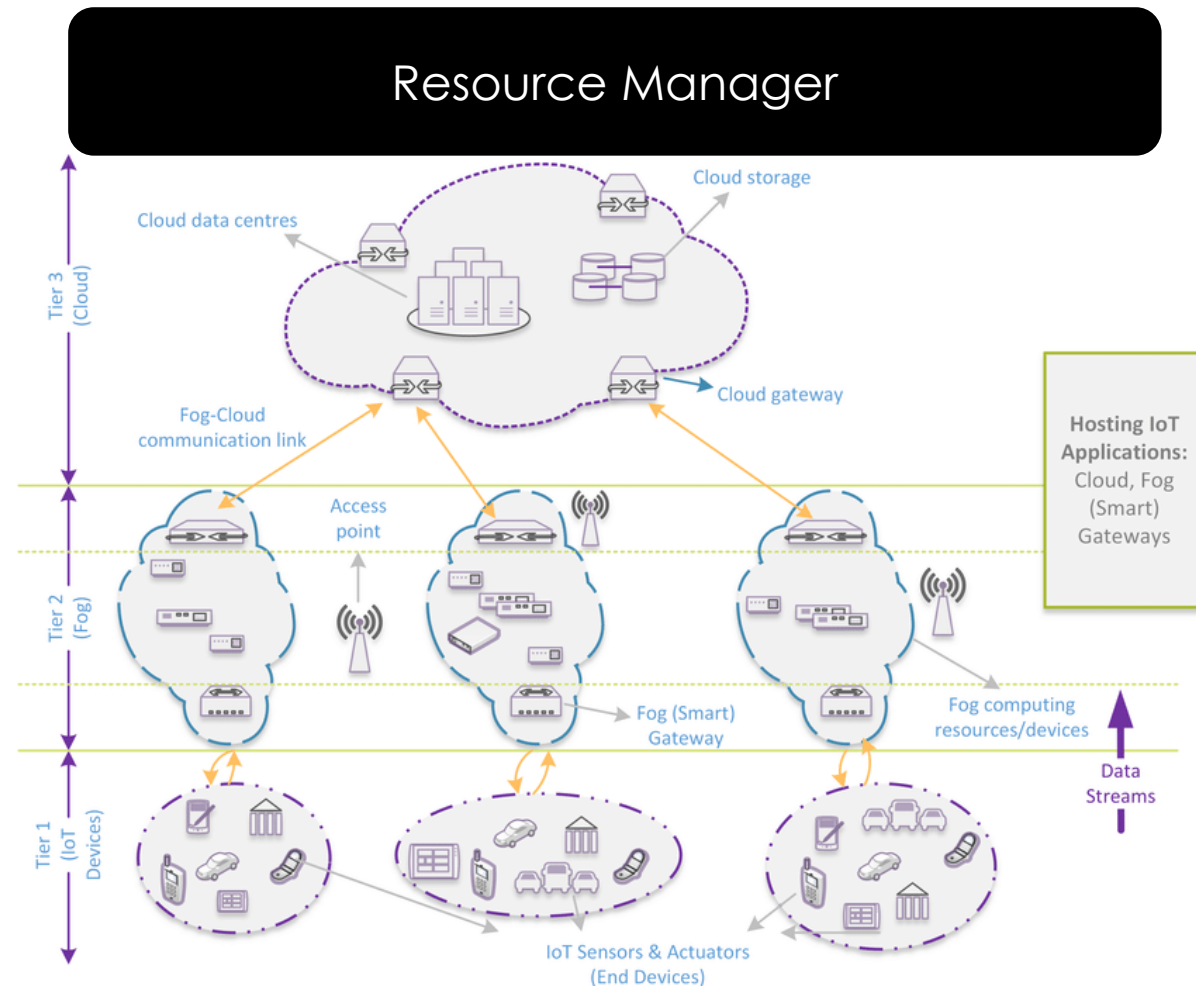 Resource Manager
Cloud storage
Cloud data centres
Tier 3
(Cloud)
Cloud gateway
Fog-Cloud
communication link
Hosting IoT
Applications:
Cloud, Fog
(Smart)
Gateways
Access
point
Tier 2
(Fog)
Fog (Smart)
Gateway
Fog computing
resources/devices
Data
Streams
Tier 1
(IoT
Devices)
IoT Sensors & Actuators
(End Devices)